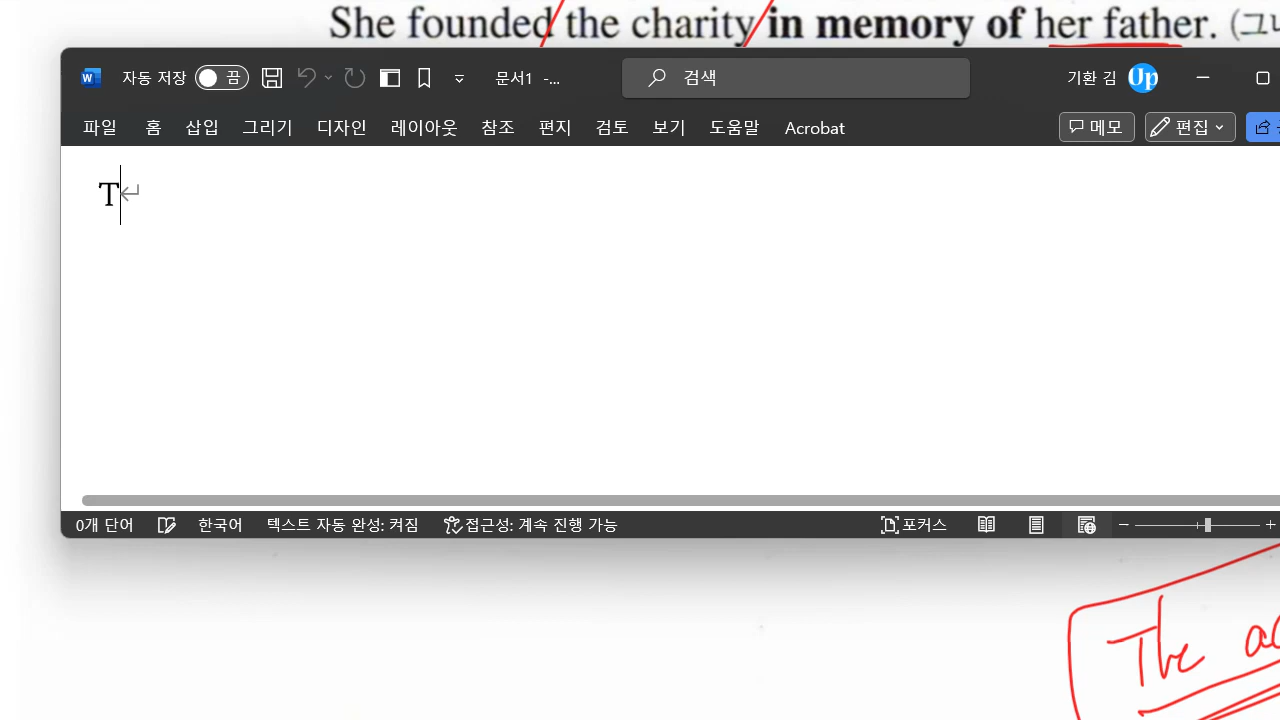 She founded the charity in memory of her father. (그
자동 저장 끔 문서1 -... 검색 기환 김 Up
파일 홈 삽입 그리기 디자인 레이아웃 참조 편지 검토 보기 도움말 Acrobat 메모 편집
T
0개 단어 한국어 텍스트 자동 완성: 켜짐 접근성: 계속 진행 가능 포커스
The